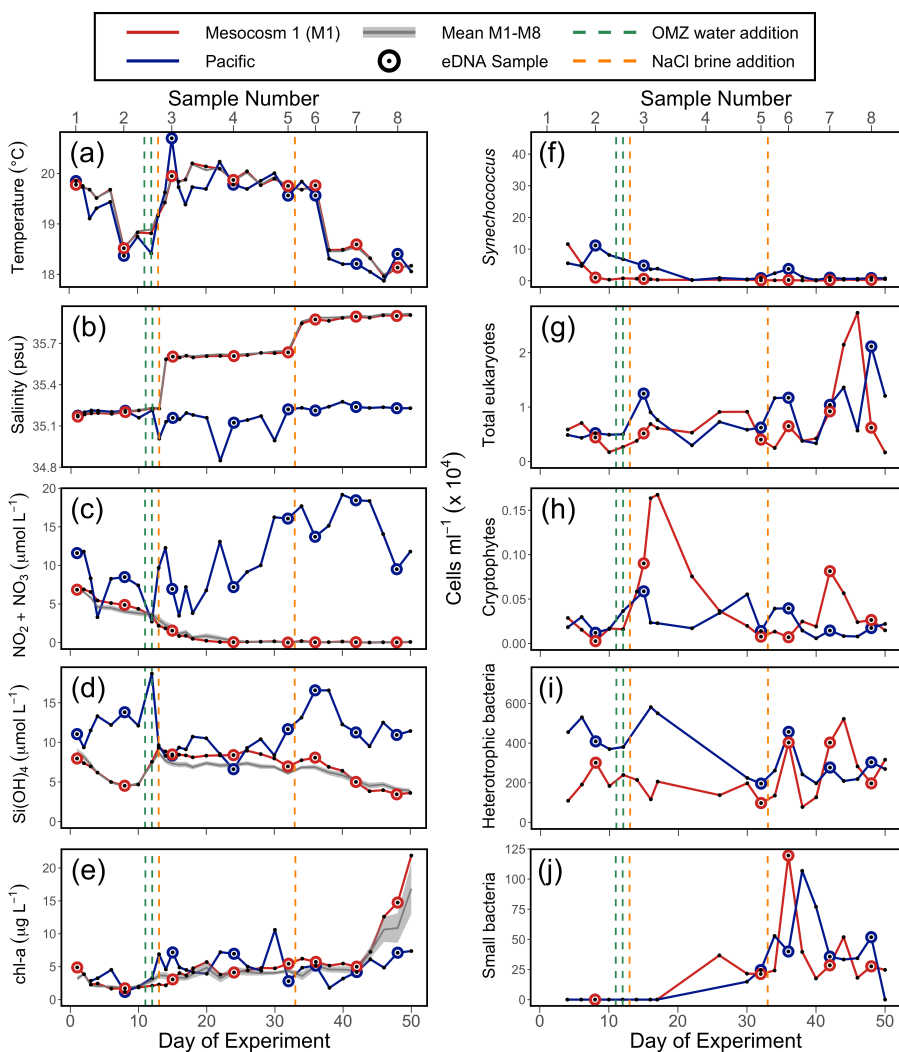 Mesocosm 1 (M1)
Mean M1-M8
OMZ water addition
Pacific
eDNA Sample
NaCl brine addition
Sample Number
1 2 3 4 5 6 7 8
(a)
Temperature (°C)
20
19
18
(b)
Salinity (psu)
35.7
35.4
35.1
34.8
(c)
NO2 + NO3 (μmol L−1)
20
15
10
5
0
(d)
Si(OH)4 (μmol L−1)
15
10
5
0
(e)
chl-a (μg L−1)
20
15
10
5
0
0 10 20 30 40 50
Day of Experiment
Sample Number
1 2 3 4 5 6 7 8
Cells ml−1 (x 10^4)
(f)
Synechococcus
40
30
20
10
0
(g)
Total eukaryotes
2
1
0
(h)
Cryptophytes
0.15
0.10
0.05
0.00
(i)
Heterotrophic bacteria
600
400
200
0
(j)
Small bacteria
125
100
75
50
25
0
0 10 20 30 40 50
Day of Experiment